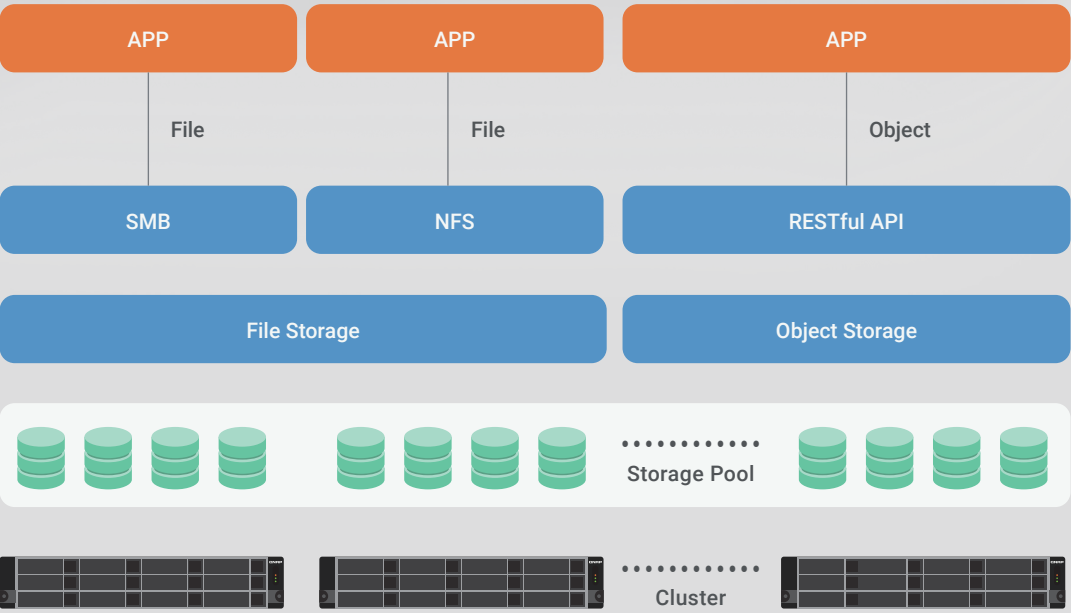 APP
APP
APP
File
File
Object
SMB
NFS
RESTful API
File Storage
Object Storage
Storage Pool
Cluster